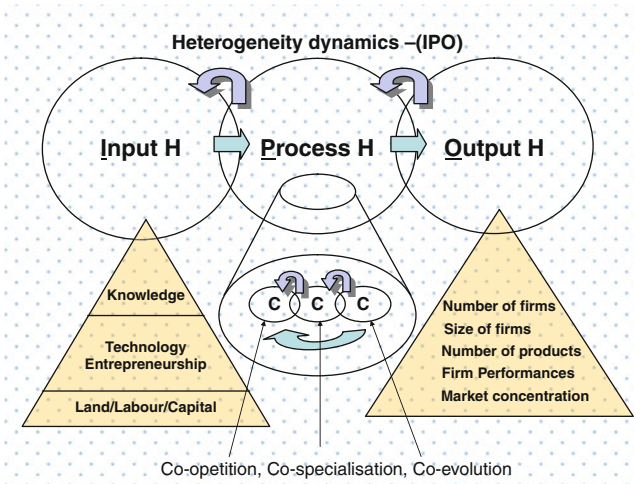 Heterogeneity dynamics –(IPO)
Input H
Process H
Output H
Knowledge
Technology
Entrepreneurship
Land/Labour/Capital
C
C
C
Number of firms
Size of firms
Number of products
Firm Performances
Market concentration
Co-opetition, Co-specialisation, Co-evolution